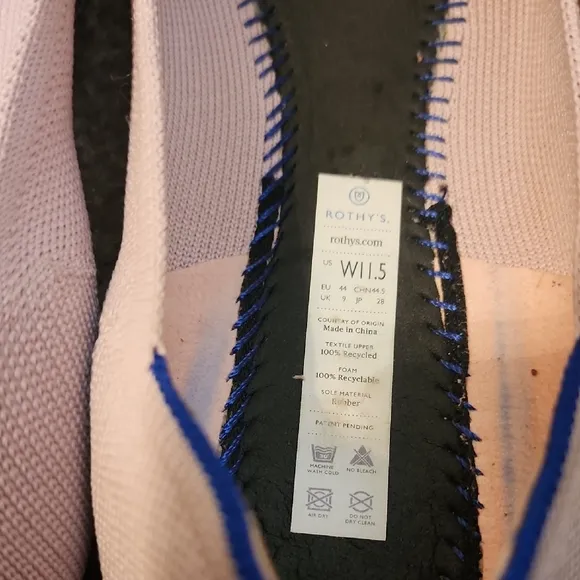 ROTHY'S.
rothys.com
US W11.5
EU 44 CHN 44.5
UK 9 JP 28
COUNTRY OF ORIGIN
Made in China
TEXTILE UPPER
100% Recycled
FOAM
100% Recyclable
SOLE MATERIAL
Rubber
PATENT PENDING
MACHINE NO BLEACH
WASH COLD
AIR DRY DO NOT
DRY CLEAN